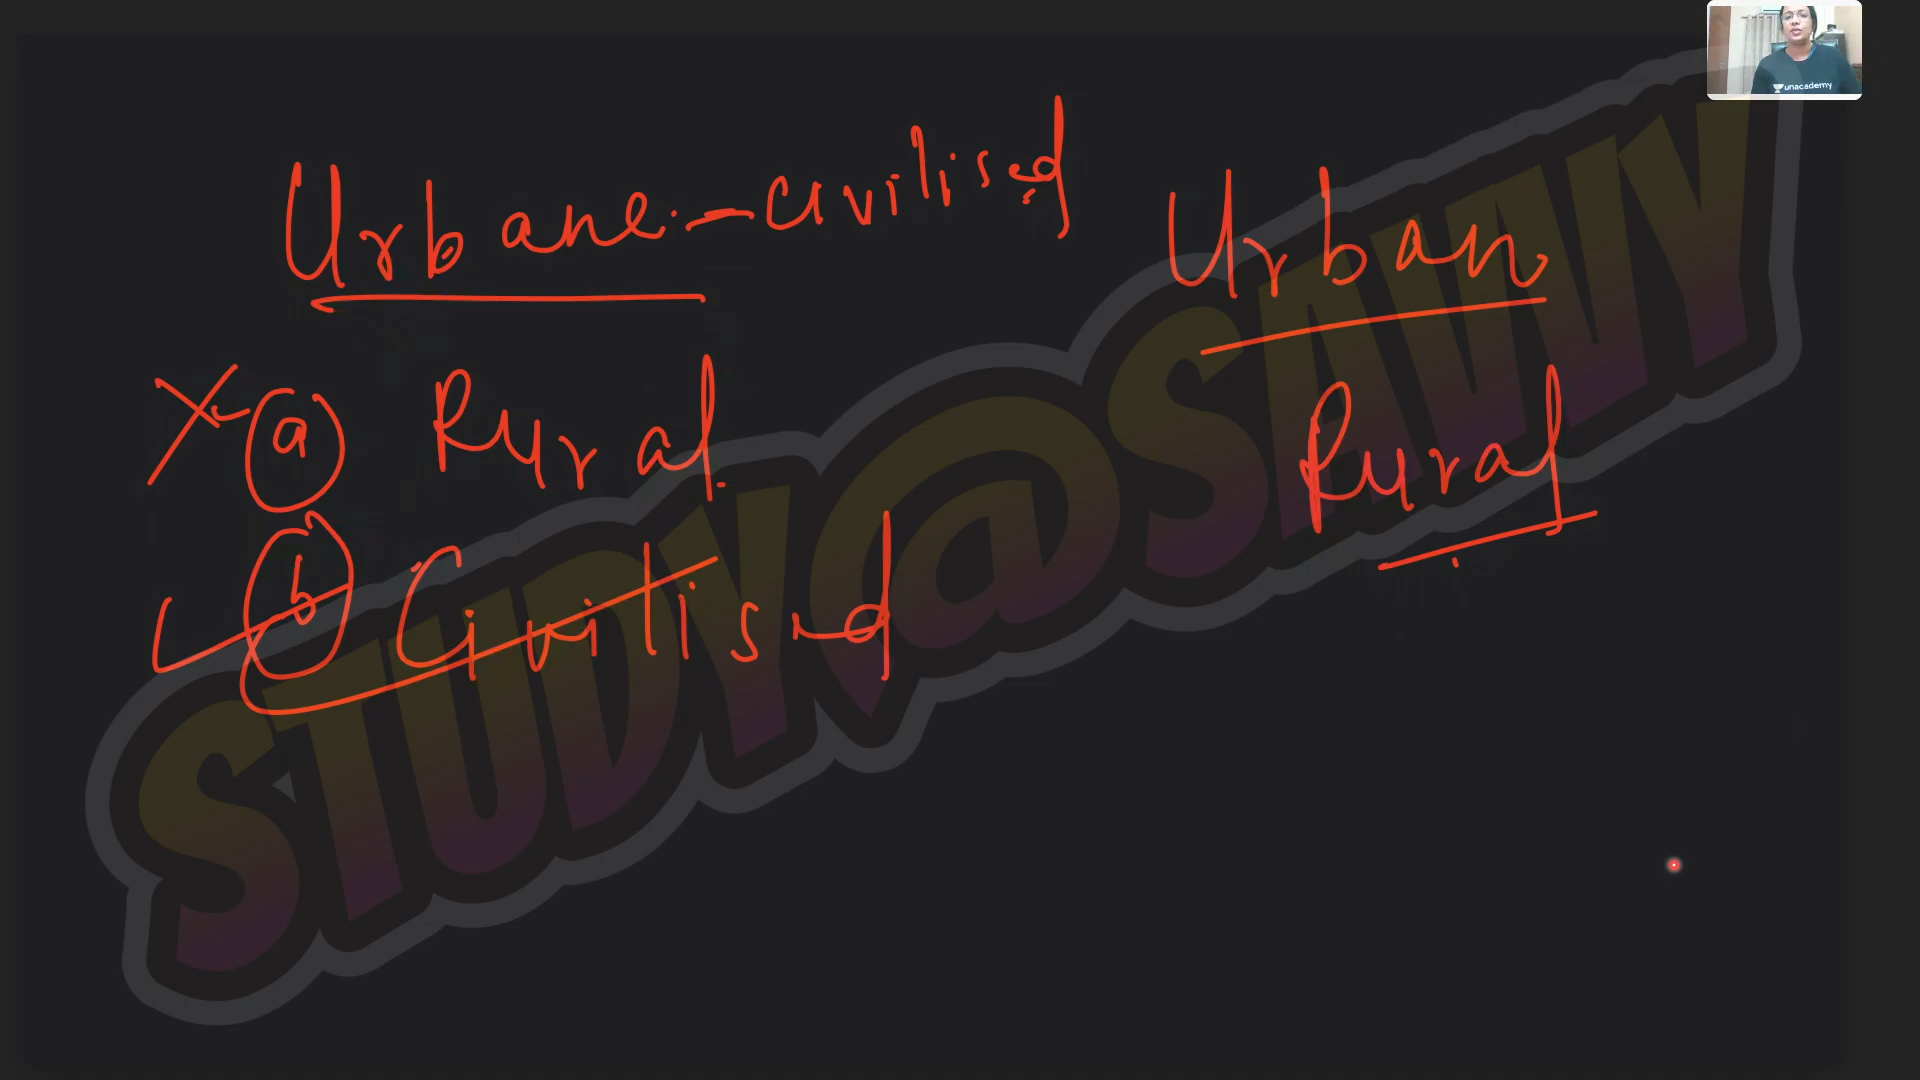 Urbane - civilised
Urban
(a) Rural
Rural
(b) Civilised
STUDY@SAVVY
unacademy